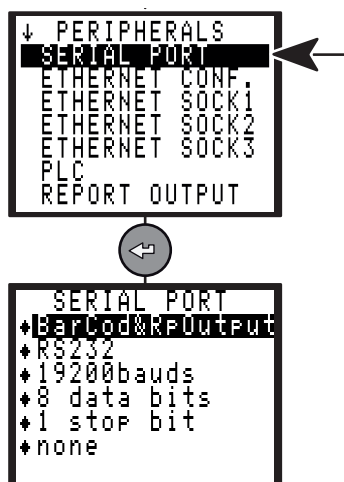 ↓ PERIPHERALS
SERIAL PORT
ETHERNET CONF.
ETHERNET SOCK1
ETHERNET SOCK2
ETHERNET SOCK3
PLC
REPORT OUTPUT
SERIAL PORT
♦BarCod&RpOutput
♦RS232
♦19200bauds
♦8 data bits
♦1 stop bit
♦none